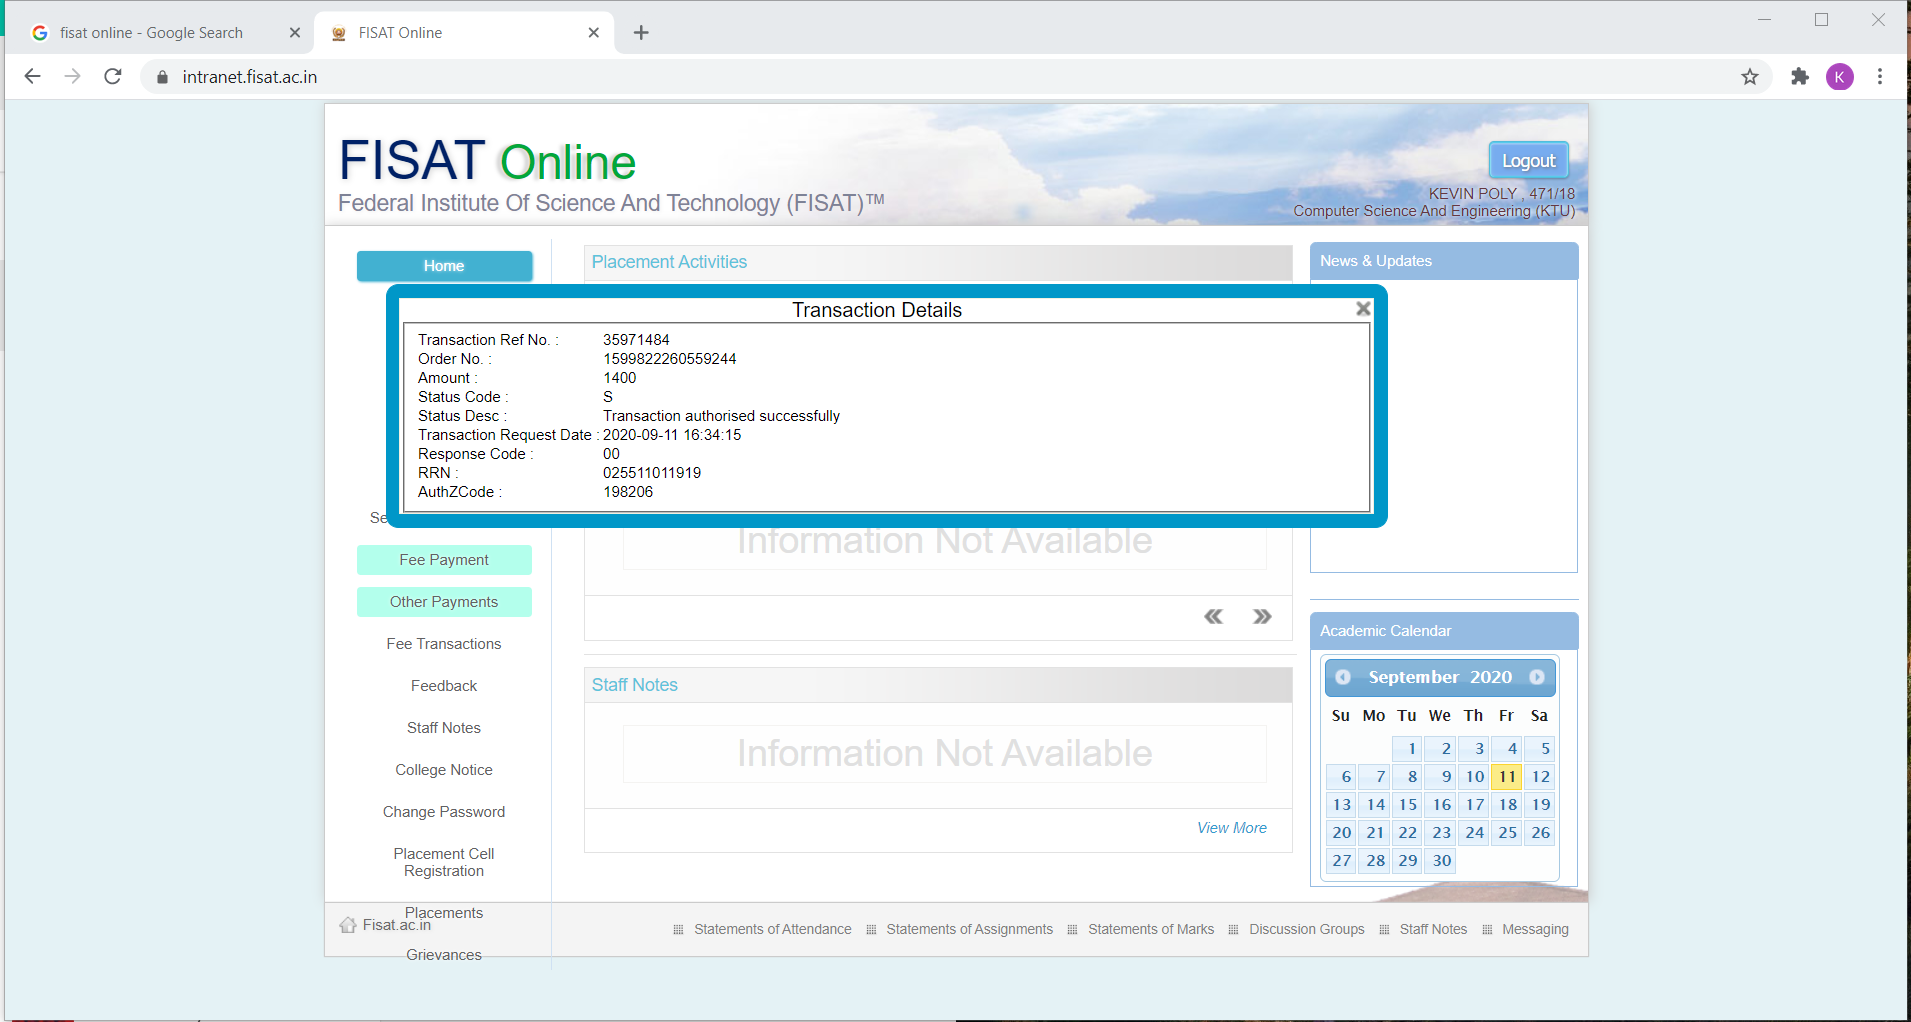 fisat online - Google Search
FISAT Online
intranet.fisat.ac.in
K
FISAT Online
Federal Institute Of Science And Technology (FISAT)™
Logout
KEVIN POLY , 471/18
Computer Science And Engineering (KTU)
Home
Placement Activities
News & Updates
Transaction Details
Transaction Ref No. : 35971484
Order No. : 1599822260559244
Amount : 1400
Status Code : S
Status Desc : Transaction authorised successfully
Transaction Request Date : 2020-09-11 16:34:15
Response Code : 00
RRN : 025511011919
AuthZCode : 198206
Se
Fee Payment
Other Payments
Fee Transactions
Feedback
Staff Notes
College Notice
Change Password
Placement Cell
Registration
Placements
Grievances
Information Not Available
Staff Notes
Information Not Available
View More
Academic Calendar
September 2020
Su Mo Tu We Th Fr Sa
1 2 3 4 5
6 7 8 9 10 11 12
13 14 15 16 17 18 19
20 21 22 23 24 25 26
27 28 29 30
Fisat.ac.in
Statements of Attendance Statements of Assignments Statements of Marks Discussion Groups Staff Notes Messaging